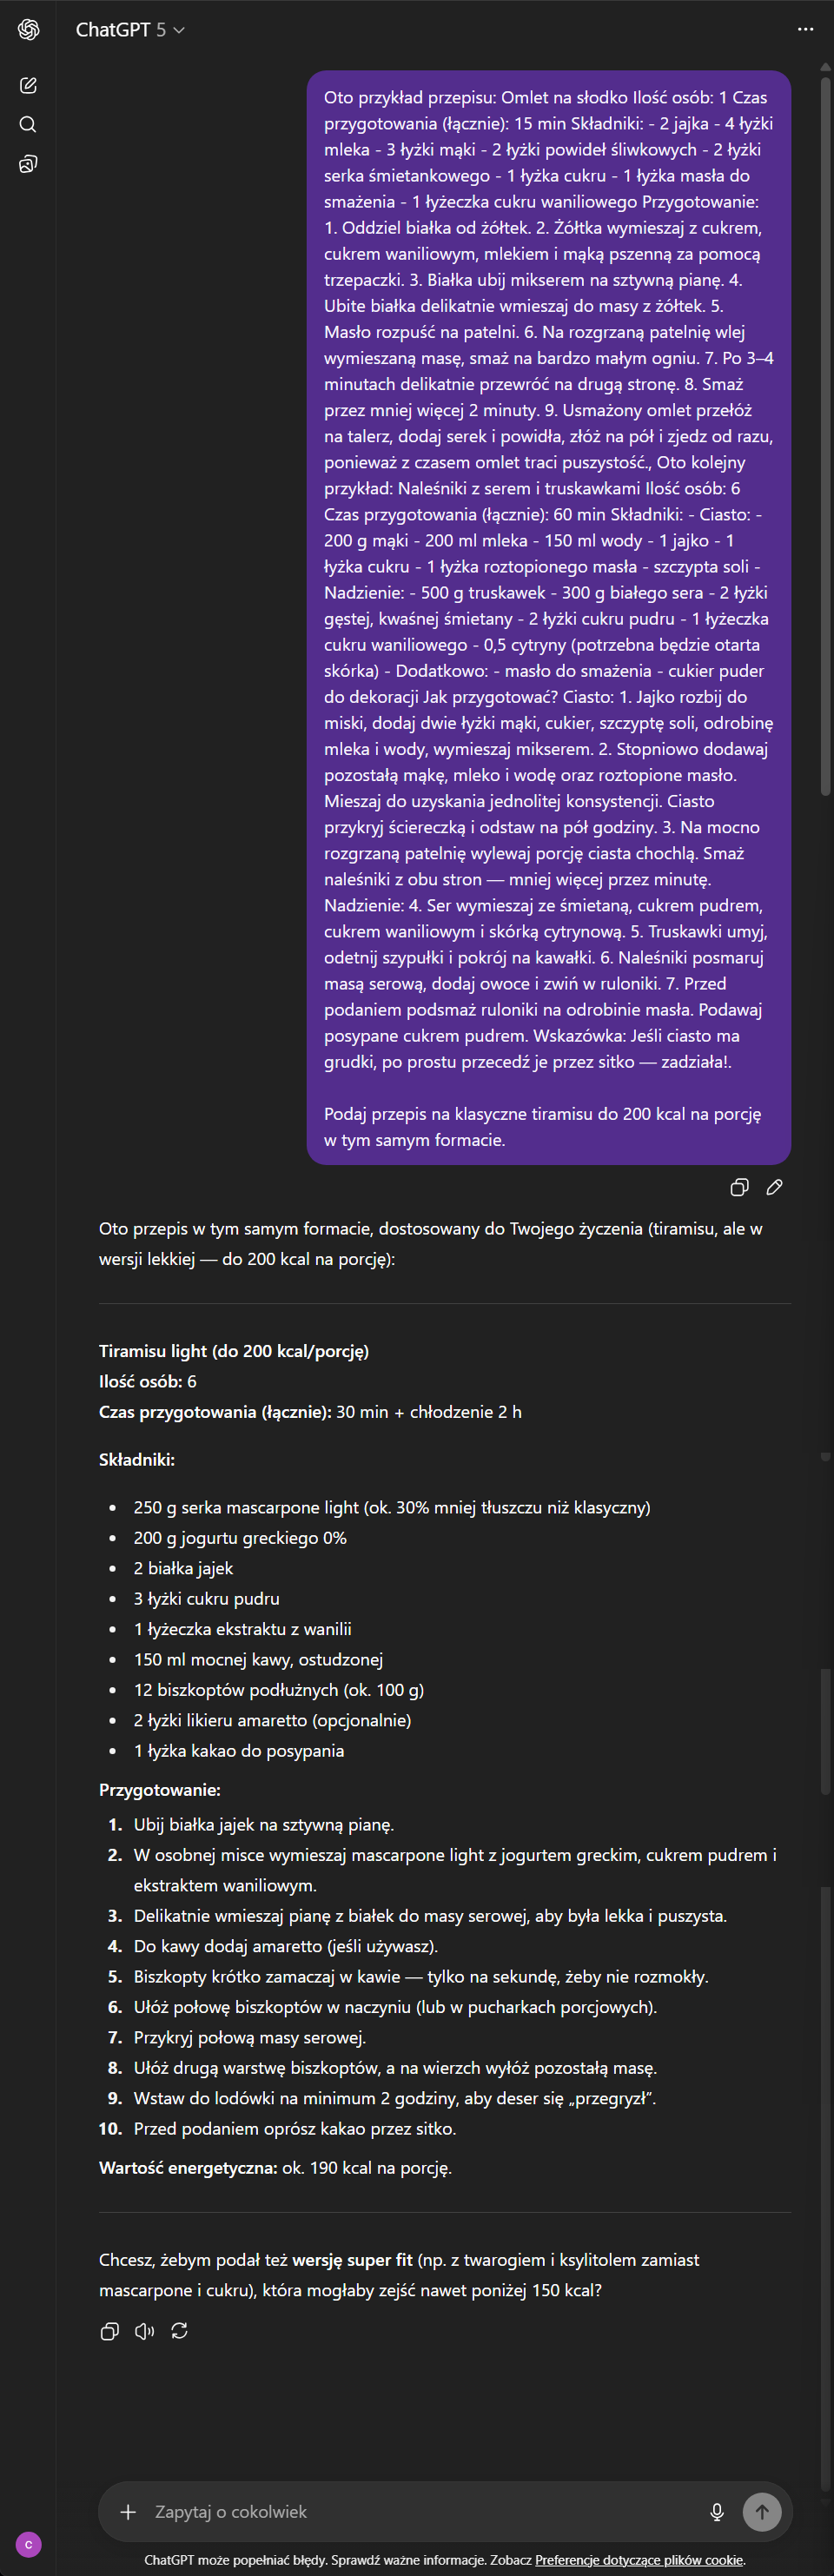 ChatGPT 5
Oto przykład przepisu: Omlet na słodko Ilość osób: 1 Czas
przygotowania (łącznie): 15 min Składniki: - 2 jajka - 4 łyżki
mleka - 3 łyżki mąki - 2 łyżki powideł śliwkowych - 2 łyżki
serka śmietankowego - 1 łyżka cukru - 1 łyżka masła do
smażenia - 1 łyżeczka cukru waniliowego Przygotowanie:
1. Oddziel białka od żółtek. 2. Żółtka wymieszaj z cukrem,
cukrem waniliowym, mlekiem i mąką pszenną za pomocą
trzepaczki. 3. Białka ubij mikserem na sztywną pianę. 4.
Ubite białka delikatnie wmieszaj do masy z żółtek. 5.
Masło rozpuść na patelni. 6. Na rozgrzaną patelnię wlej
wymieszaną masę, smaż na bardzo małym ogniu. 7. Po 3–4
minutach delikatnie przewróć na drugą stronę. 8. Smaż
przez mniej więcej 2 minuty. 9. Usmażony omlet przełóż
na talerz, dodaj serek i powidła, złóż na pół i zjedz od razu,
ponieważ z czasem omlet traci puszystość., Oto kolejny
przykład: Naleśniki z serem i truskawkami Ilość osób: 6
Czas przygotowania (łącznie): 60 min Składniki: - Ciasto: -
200 g mąki - 200 ml mleka - 150 ml wody - 1 jajko - 1
łyżka cukru - 1 łyżka roztopionego masła - szczypta soli -
Nadzienie: - 500 g truskawek - 300 g białego sera - 2 łyżki
gęstej, kwaśnej śmietany - 2 łyżki cukru pudru - 1 łyżeczka
cukru waniliowego - 0,5 cytryny (potrzebna będzie otarta
skórka) - Dodatkowo: - masło do smażenia - cukier puder
do dekoracji Jak przygotować? Ciasto: 1. Jajko rozbij do
miski, dodaj dwie łyżki mąki, cukier, szczyptę soli, odrobinę
mleka i wody, wymieszaj mikserem. 2. Stopniowo dodawaj
pozostałą mąkę, mleko i wodę oraz roztopione masło.
Mieszaj do uzyskania jednolitej konsystencji. Ciasto
przykryj ściereczką i odstaw na pół godziny. 3. Na mocno
rozgrzaną patelnię wylewaj porcję ciasta chochlą. Smaż
naleśniki z obu stron — mniej więcej przez minutę.
Nadzienie: 4. Ser wymieszaj ze śmietaną, cukrem pudrem,
cukrem waniliowym i skórką cytrynową. 5. Truskawki umyj,
odetnij szypułki i pokrój na kawałki. 6. Naleśniki posmaruj
masą serową, dodaj owoce i zwiń w ruloniki. 7. Przed
podaniem podsmaż ruloniki na odrobinie masła. Podawaj
posypane cukrem pudrem. Wskazówka: Jeśli ciasto ma
grudki, po prostu przecedź je przez sitko — zadziała!.
Podaj przepis na klasyczne tiramisu do 200 kcal na porcję
w tym samym formacie.
Oto przepis w tym samym formacie, dostosowany do Twojego życzenia (tiramisu, ale w
wersji lekkiej — do 200 kcal na porcję):
Tiramisu light (do 200 kcal/porcję)
Ilość osób: 6
Czas przygotowania (łącznie): 30 min + chłodzenie 2 h
Składniki:
• 250 g serka mascarpone light (ok. 30% mniej tłuszczu niż klasyczny)
• 200 g jogurtu greckiego 0%
• 2 białka jajek
• 3 łyżki cukru pudru
• 1 łyżeczka ekstraktu z wanilii
• 150 ml mocnej kawy, ostudzonej
• 12 biszkoptów podłużnych (ok. 100 g)
• 2 łyżki likieru amaretto (opcjonalnie)
• 1 łyżka kakao do posypania
Przygotowanie:
1. Ubij białka jajek na sztywną pianę.
2. W osobnej misce wymieszaj mascarpone light z jogurtem greckim, cukrem pudrem i
ekstraktem waniliowym.
3. Delikatnie wmieszaj pianę z białek do masy serowej, aby była lekka i puszysta.
4. Do kawy dodaj amaretto (jeśli używasz).
5. Biszkopty krótko zamaczaj w kawie — tylko na sekundę, żeby nie rozmokły.
6. Ułóż połowę biszkoptów w naczyniu (lub w pucharkach porcjowych).
7. Przykryj połową masy serowej.
8. Ułóż drugą warstwę biszkoptów, a na wierzch wyłóż pozostałą masę.
9. Wstaw do lodówki na minimum 2 godziny, aby deser się „przegryzł”.
10. Przed podaniem oprósz kakao przez sitko.
Wartość energetyczna: ok. 190 kcal na porcję.
Chcesz, żebym podał też wersję super fit (np. z twarogiem i ksylitolem zamiast
mascarpone i cukru), która mogłaby zejść nawet poniżej 150 kcal?
Zapytaj o cokolwiek
C
ChatGPT może popełniać błędy. Sprawdź ważne informacje. Zobacz Preferencje dotyczące plików cookie.